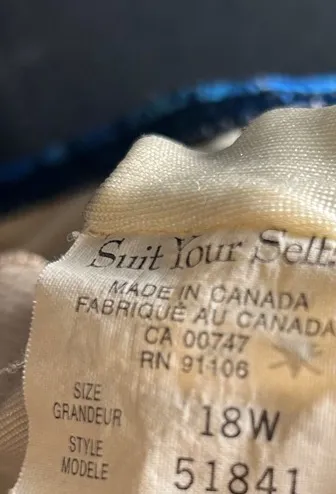 Suit Your Self
MADE IN CANADA
FABRIQUÉ AU CANADA
CA 00747
RN 91106
SIZE
GRANDEUR
18W
STYLE
MODELE
51841